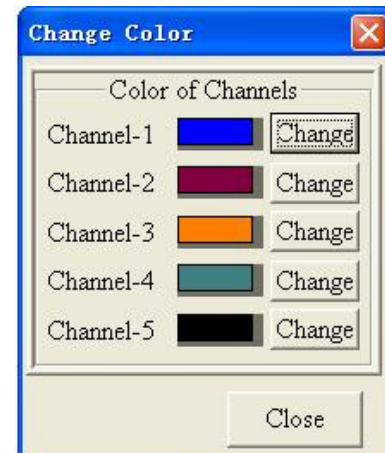 Change Color
Color of Channels
Channel-1 Change
Channel-2 Change
Channel-3 Change
Channel-4 Change
Channel-5 Change
Close